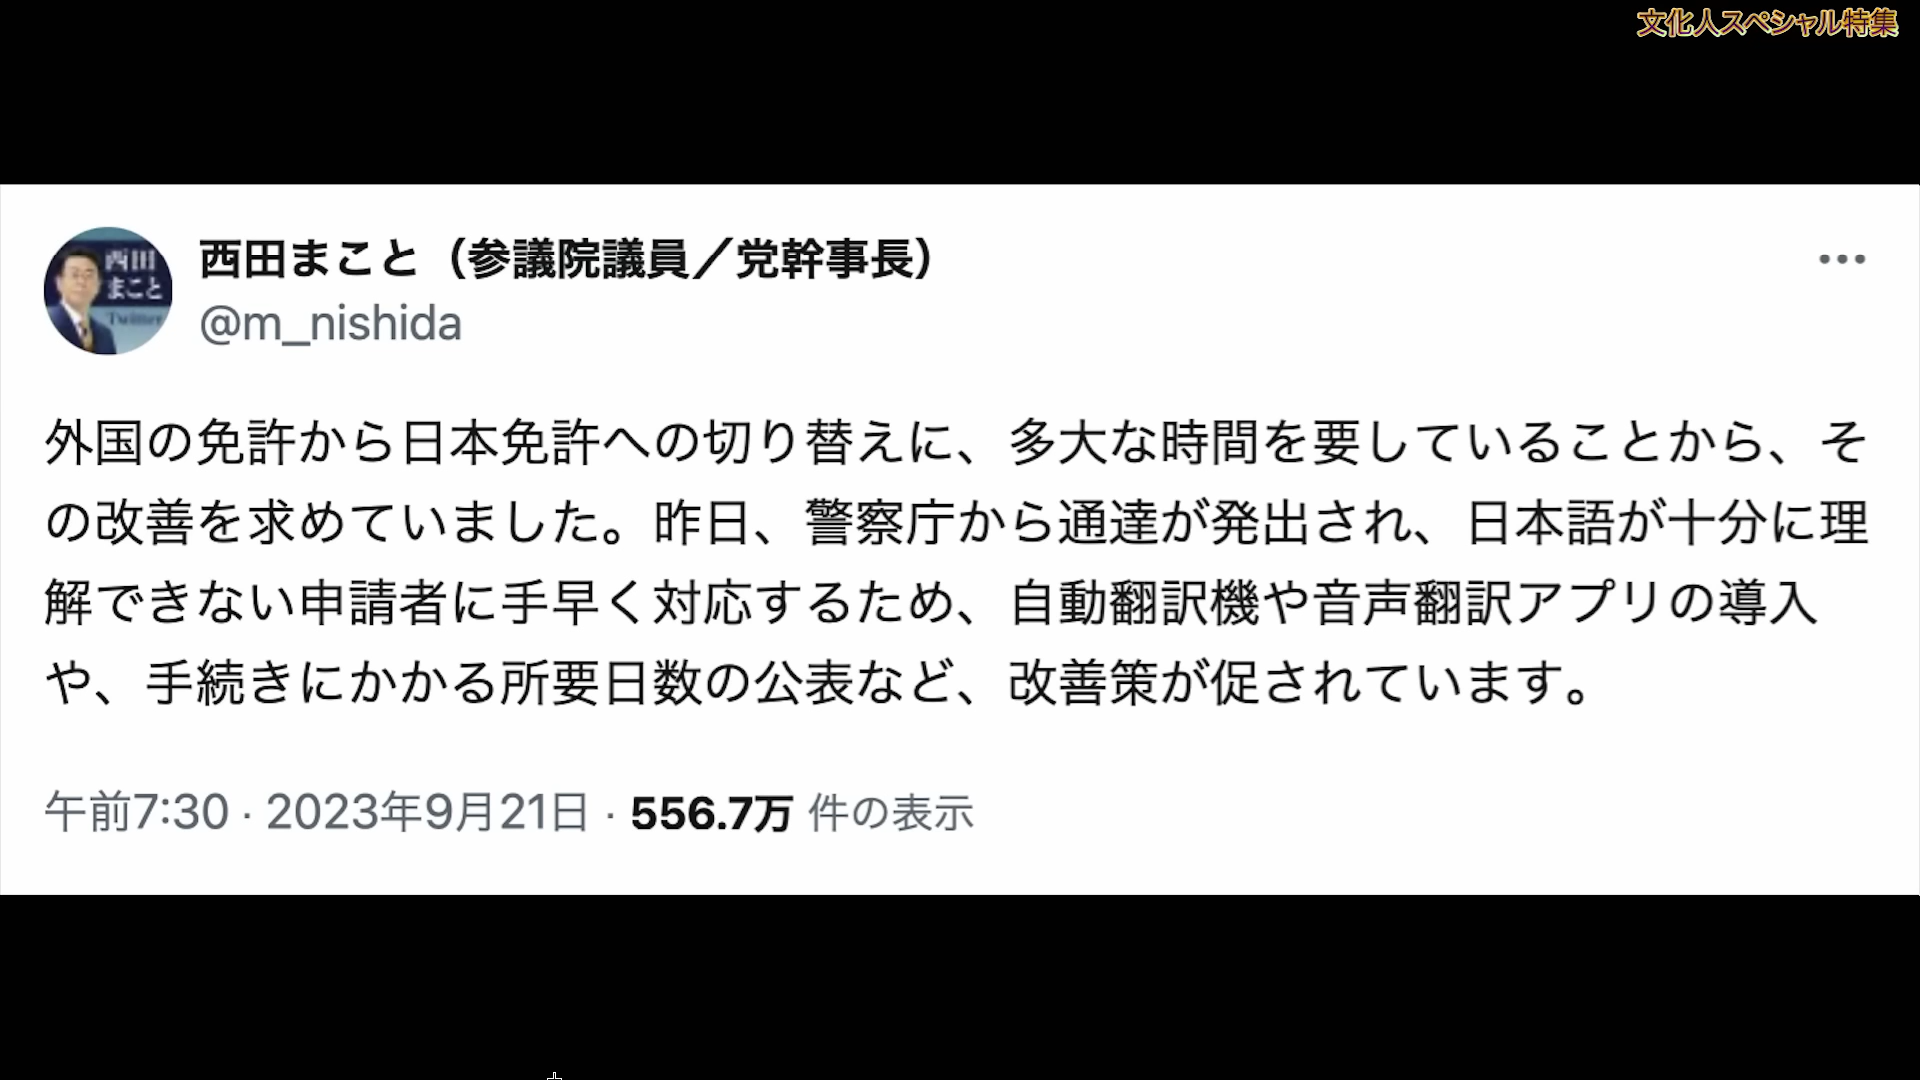 文化人スペシャル特集
西田まこと（参議院議員／党幹事長）
@m_nishida
西田
まこと
Twitter
外国の免許から日本免許への切り替えに、多大な時間を要していることから、そ
の改善を求めていました。昨日、警察庁から通達が発出され、日本語が十分に理
解できない申請者に手早く対応するため、自動翻訳機や音声翻訳アプリの導入
や、手続きにかかる所要日数の公表など、改善策が促されています。
午前7:30 · 2023年9月21日 · 556.7万 件の表示